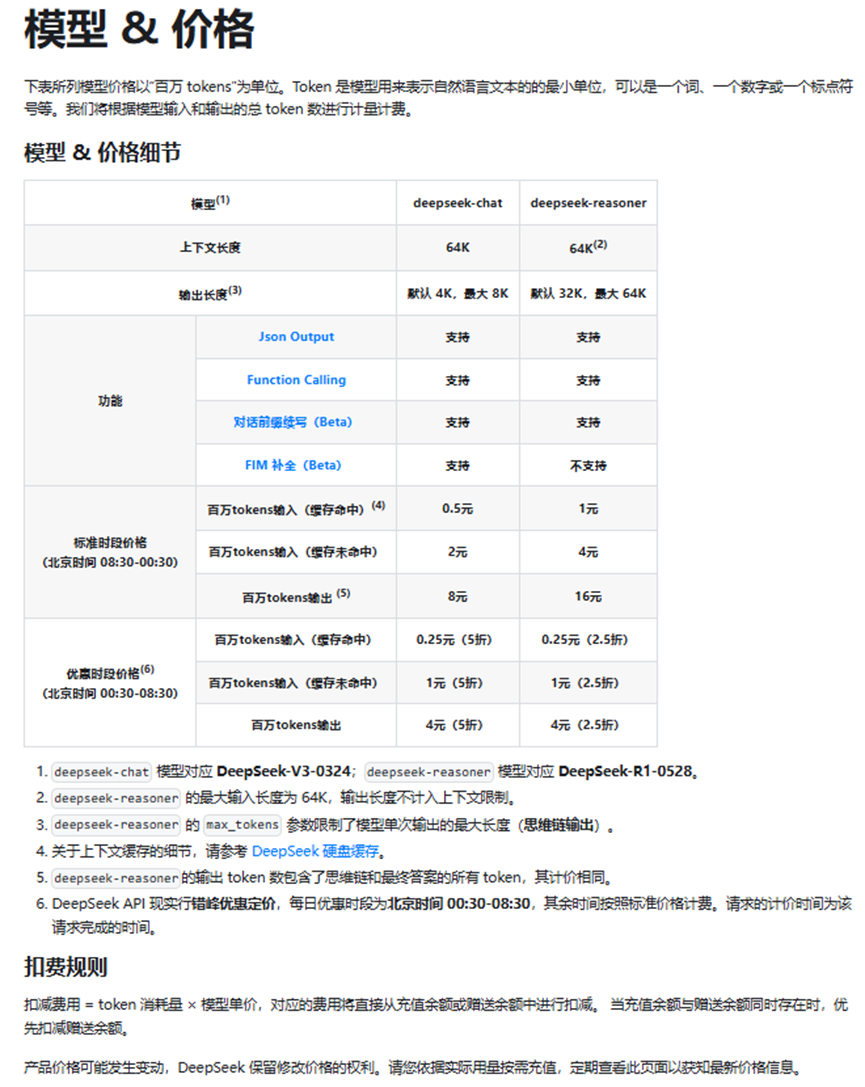 模型 & 价格
下表所列模型价格以“百万 tokens”为单位。Token 是模型用来表示自然语言文本的的最小单位，可以是一个词、一个数字或一个标点符
号等。我们将根据模型输入和输出的总 token 数进行计量计费。
模型 & 价格细节
模型(1) deepseek-chat deepseek-reasoner
上下文长度 64K 64K(2)
输出长度(3) 默认 4K，最大 8K 默认 32K，最大 64K
功能 Json Output 支持 支持
Function Calling 支持 支持
对话前缀续写（Beta） 支持 支持
FIM 补全（Beta） 支持 不支持
标准时段价格
（北京时间 08:30-00:30） 百万tokens输入（缓存命中）(4) 0.5元 1元
百万tokens输入（缓存未命中） 2元 4元
百万tokens输出 (5) 8元 16元
优惠时段价格(6)
（北京时间 00:30-08:30） 百万tokens输入（缓存命中） 0.25元（5折） 0.25元（2.5折）
百万tokens输入（缓存未命中） 1元（5折） 1元（2.5折）
百万tokens输出 4元（5折） 4元（2.5折）
1. deepseek-chat 模型对应 DeepSeek-V3-0324；deepseek-reasoner 模型对应 DeepSeek-R1-0528。
2. deepseek-reasoner 的最大输入长度为 64K，输出长度不计入上下文限制。
3. deepseek-reasoner 的 max_tokens 参数限制了模型单次输出的最大长度（思维链输出）。
4. 关于上下文缓存的细节，请参考 DeepSeek 硬盘缓存。
5. deepseek-reasoner的输出 token 数包含了思维链和最终答案的所有 token，其计价相同。
6. DeepSeek API 现实行错峰优惠定价，每日优惠时段为北京时间 00:30-08:30，其余时间按照标准价格计费。请求的计价时间为该
请求完成的时间。
扣费规则
扣减费用 = token 消耗量 × 模型单价，对应的费用将直接从充值余额或赠送余额中进行扣减。 当充值余额与赠送余额同时存在时，优
先扣减赠送余额。
产品价格可能发生变动，DeepSeek 保留修改价格的权利。请您依据实际用量按需充值，定期查看此页面以获知最新价格信息。